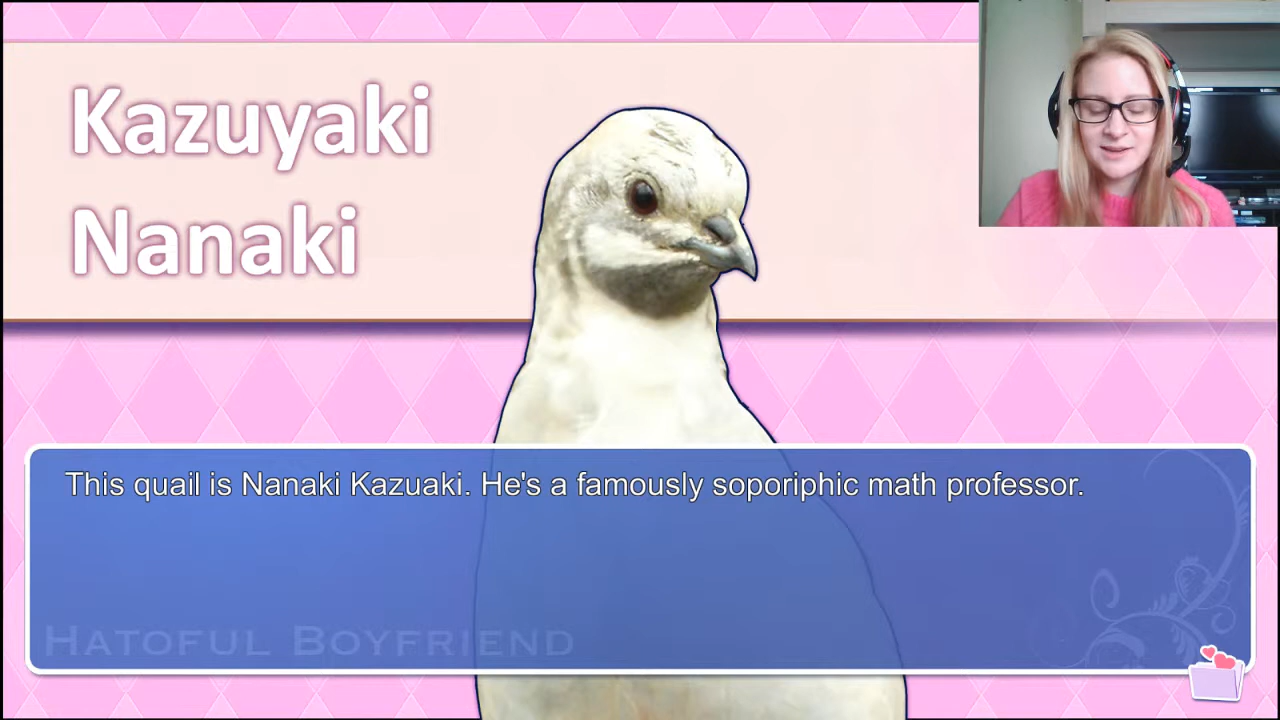 Kazuyaki
Nanaki
This quail is Nanaki Kazuaki. He's a famously soporiphic math professor.
HATOFUL BOYFRIEND